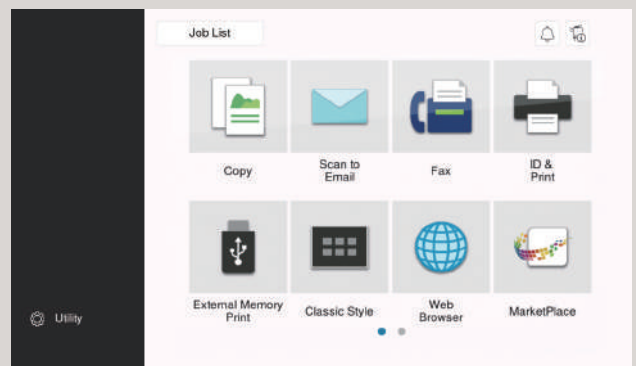 Job List
Copy
Scan to
Email
Fax
ID &
Print
External Memory
Print
Classic Style
Web
Browser
MarketPlace
Utility